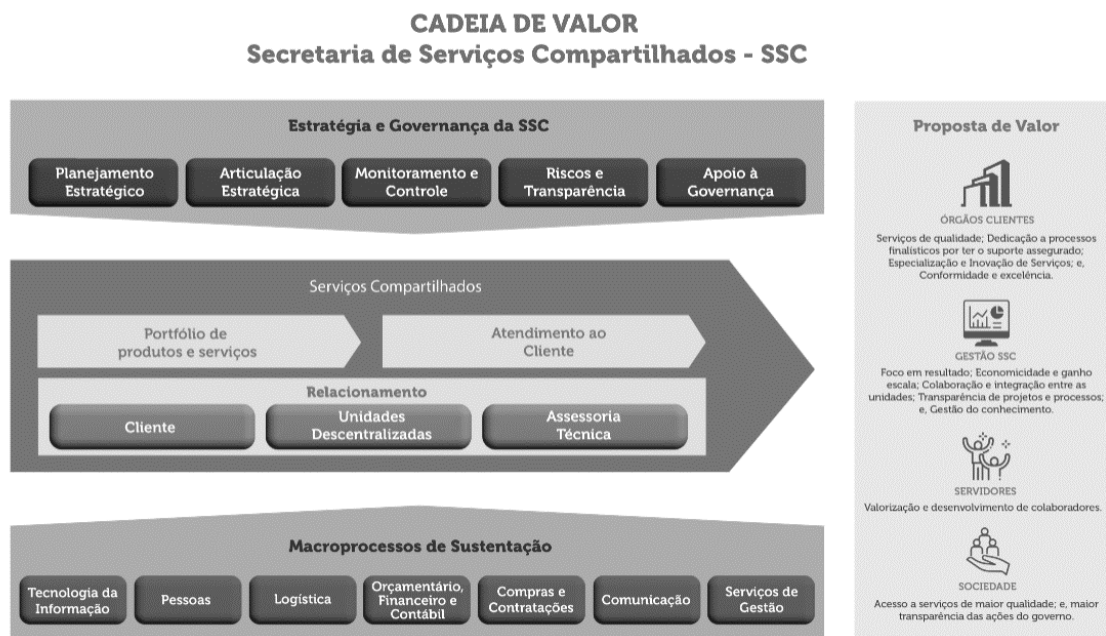 CADEIA DE VALOR
Secretaria de Serviços Compartilhados - SSC
Estratégia e Governança da SSC
Planejamento
Estratégico
Articulação
Estratégica
Monitoramento e
Controle
Riscos e
Transparência
Apoio à
Governança
Serviços Compartilhados
Portfólio de
produtos e serviços
Atendimento ao
Cliente
Relacionamento
Cliente
Unidades
Descentralizadas
Assessoria
Técnica
Macroprocessos de Sustentação
Tecnologia da
Informação
Pessoas
Logística
Orçamentário,
Financeiro e
Contábil
Compras e
Contratações
Comunicação
Serviços de
Gestão
Proposta de Valor
ÓRGÃOS CLIENTES
Serviços de qualidade; Dedicação a processos
finalísticos por ter o suporte assegurado;
Especialização e Inovação de Serviços; e,
Conformidade e excelência.
GESTÃO SSC
Foco em resultado; Economicidade e ganho
escala; Colaboração e integração entre as
unidades; Transparência de projetos e processos;
e, Gestão do conhecimento.
SERVIDORES
Valorização e desenvolvimento de colaboradores.
SOCIEDADE
Acesso a serviços de maior qualidade; e, maior
transparência das ações do governo.